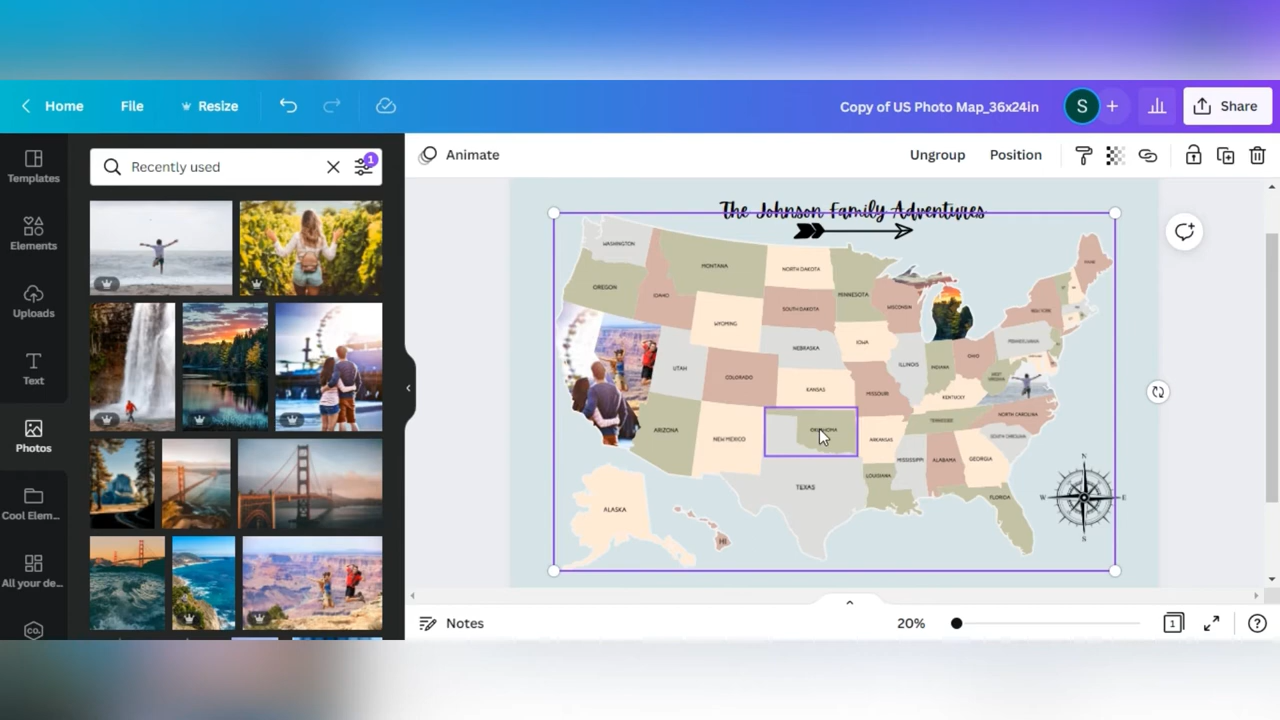 Home
File
Resize
Copy of US Photo Map_36x24in
S
+
Share
Templates
Elements
Uploads
Text
Photos
Cool Elem...
All your de...
co.
Recently used
1
Animate
Ungroup
Position
The Johnson Family Adventures
WASHINGTON
MONTANA
NORTH DAKOTA
MINNESOTA
MAINE
OREGON
IDAHO
SOUTH DAKOTA
WISCONSIN
NEW YORK
WYOMING
IOWA
PENNSYLVANIA
NEBRASKA
OHIO
UTAH
ILLINOIS
INDIANA
WEST VIRGINIA
COLORADO
KANSAS
MISSOURI
KENTUCKY
NORTH CAROLINA
TENNESSEE
ARIZONA
NEW MEXICO
OKLAHOMA
ARKANSAS
SOUTH CAROLINA
MISSISSIPPI
ALABAMA
GEORGIA
TEXAS
LOUISIANA
FLORIDA
ALASKA
HI
N
W
E
S
Notes
20%
1
?